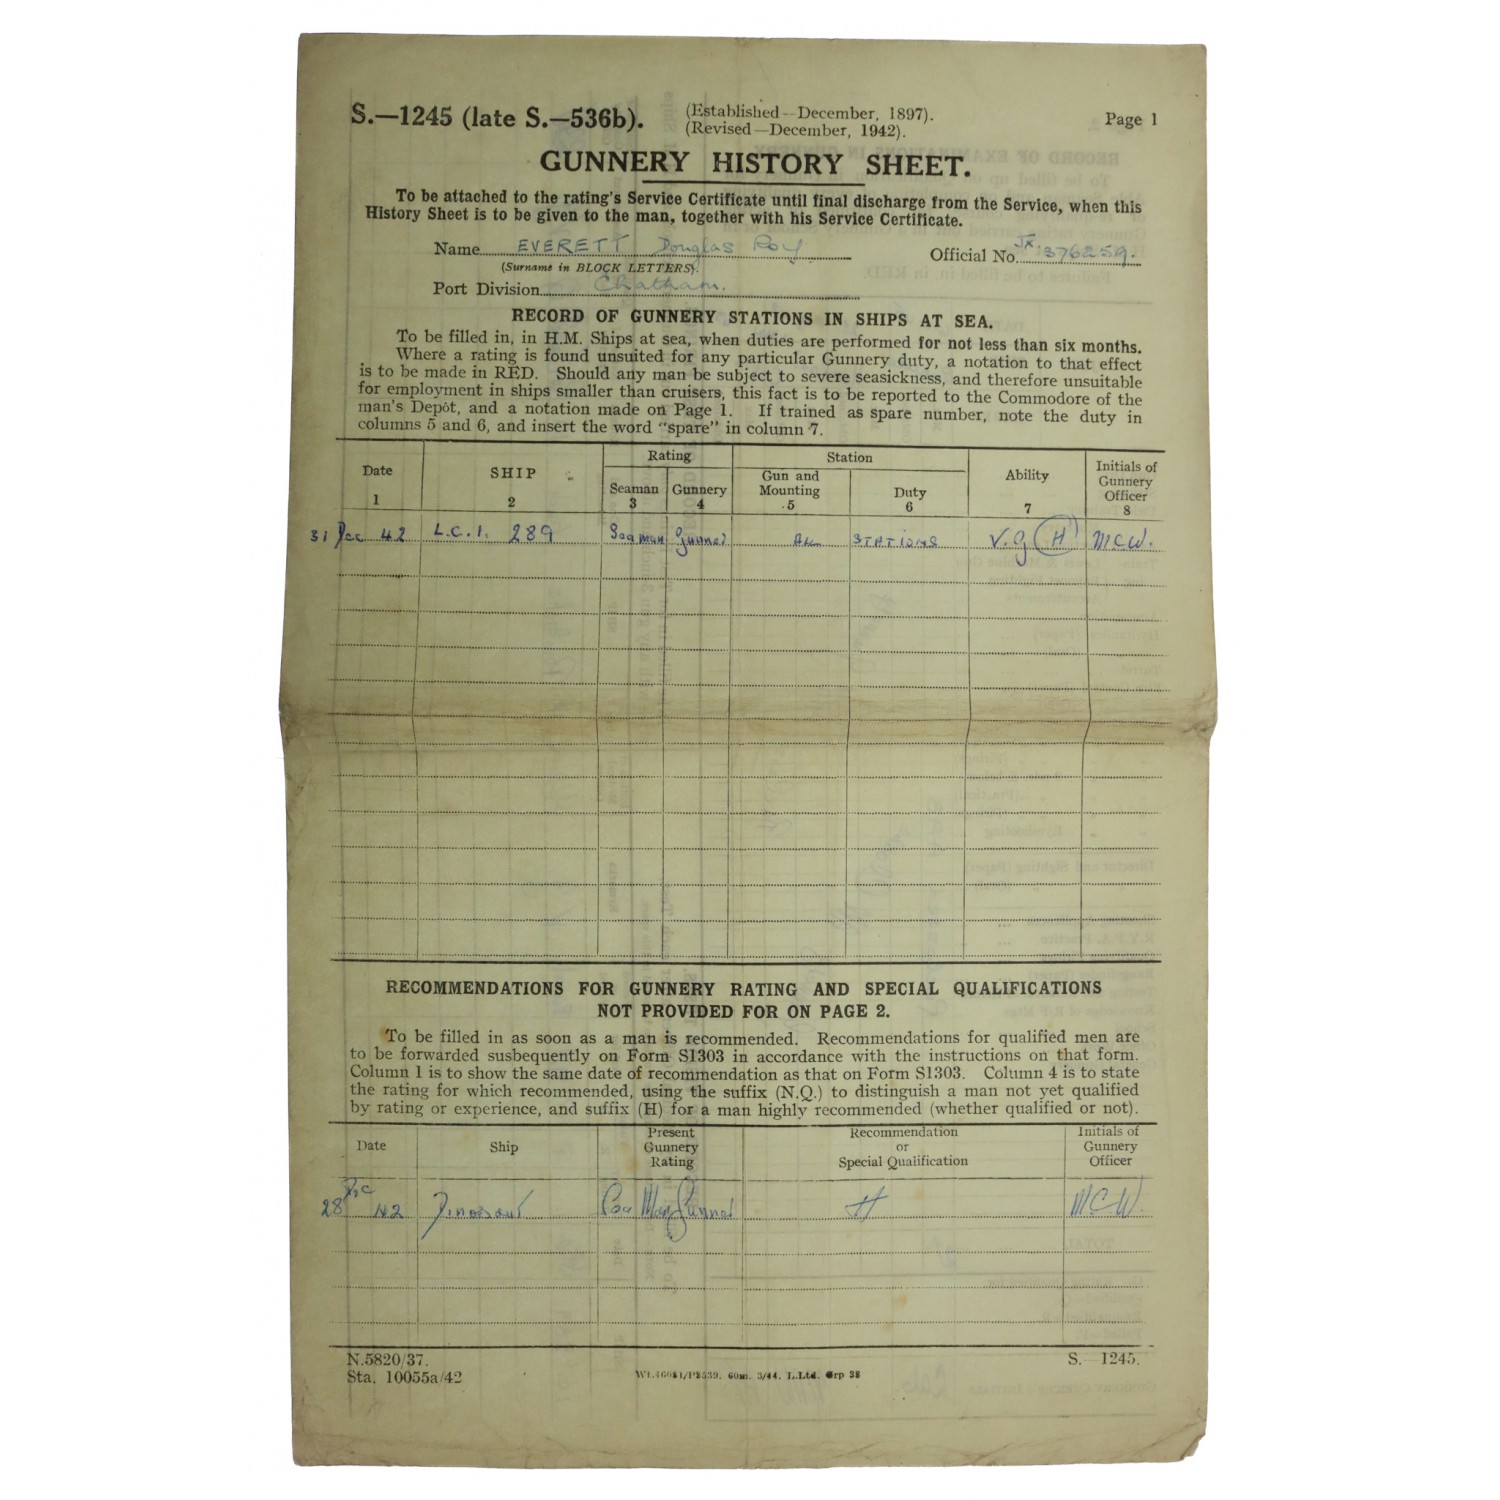 S.—1245 (late S.—536b). (Established—December, 1897). Page 1
(Revised—December, 1942).
GUNNERY HISTORY SHEET.
To be attached to the rating's Service Certificate until final discharge from the Service, when this
History Sheet is to be given to the man, together with his Service Certificate.
Name EVERETT Douglas Roy Official No. JX 376259.
(Surname in BLOCK LETTERS).
Port Division Chatham.
RECORD OF GUNNERY STATIONS IN SHIPS AT SEA.
To be filled in, in H.M. Ships at sea, when duties are performed for not less than six months.
Where a rating is found unsuited for any particular Gunnery duty, a notation to that effect
is to be made in RED. Should any man be subject to severe seasickness, and therefore unsuitable
for employment in ships smaller than cruisers, this fact is to be reported to the Commodore of the
man's Depôt, and a notation made on Page 1. If trained as spare number, note the duty in
columns 5 and 6, and insert the word "spare" in column 7.
Date SHIP Rating Station Ability Initials of Gunnery Officer
Seaman Gunnery Gun and Mounting Duty
1 2 3 4 5 6 7 8
31 Dec 42 L.C.I. 289 Seaman Gunner ALL STATIONS V.G (H) MCW.
RECOMMENDATIONS FOR GUNNERY RATING AND SPECIAL QUALIFICATIONS
NOT PROVIDED FOR ON PAGE 2.
To be filled in as soon as a man is recommended. Recommendations for qualified men are
to be forwarded susbequently on Form S1303 in accordance with the instructions on that form.
Column 1 is to show the same date of recommendation as that on Form S1303. Column 4 is to state
the rating for which recommended, using the suffix (N.Q.) to distinguish a man not yet qualified
by rating or experience, and suffix (H) for a man highly recommended (whether qualified or not).
Date Ship Present Gunnery Rating Recommendation or Special Qualification Initials of Gunnery Officer
28 Dec 42 Dinosaur Sea Man Gunner H MCW.
N.5820/37. S.—1245.
Sta. 10055a/42 Wt.46081/P2539. 60m. 3/44. L.Ltd. Grp 38